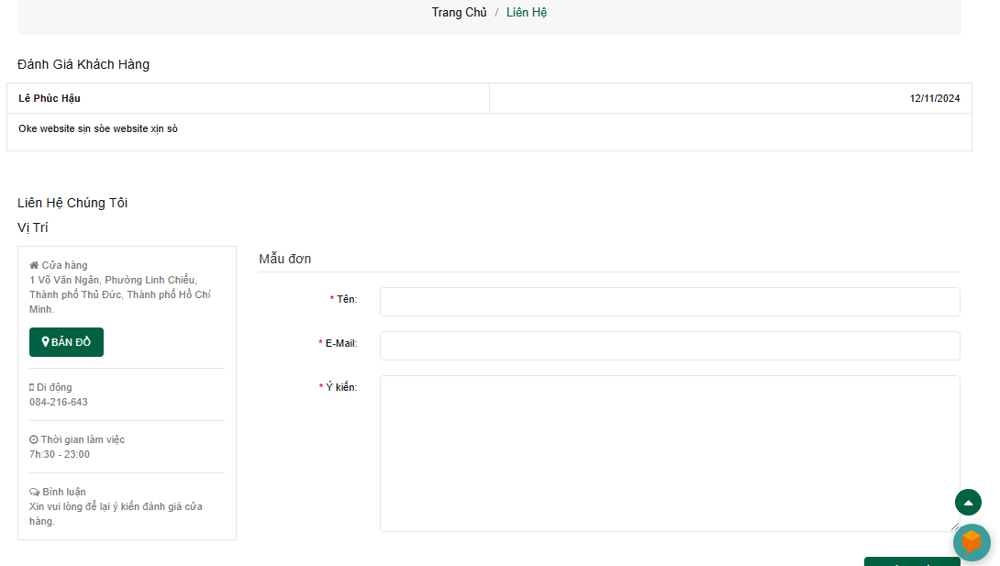 Trang Chủ / Liên Hệ
Đánh Giá Khách Hàng
Lê Phúc Hậu 12/11/2024
Oke website sịn sòe website xịn sò
Liên Hệ Chúng Tôi
Vị Trí
Cửa hàng
1 Võ Văn Ngân, Phường Linh Chiểu,
Thành phố Thủ Đức, Thành phố Hồ Chí
Minh.
BẢN ĐỒ
Di động
084-216-643
Thời gian làm việc
7h:30 - 23:00
Bình luận
Xin vui lòng để lại ý kiến đánh giá cửa
hàng.
Mẫu đơn
* Tên:
* E-Mail:
* Ý kiến: